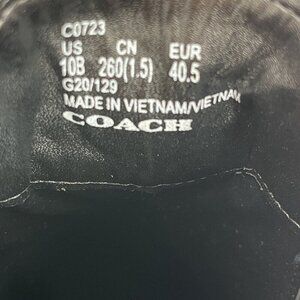 C0723
US CN EUR
10B 260(1.5) 40.5
G20/129
MADE IN VIETNAM/VIETNAM
COACH